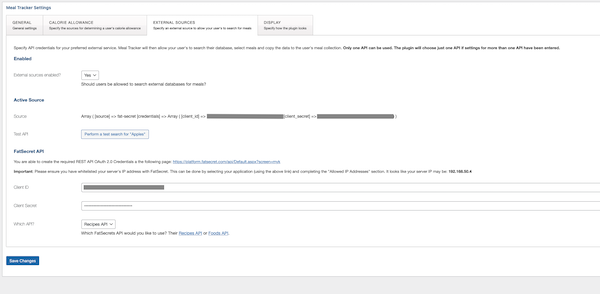 Meal Tracker Settings
GENERAL
General settings
CALORIE ALLOWANCE
Specify the sources for determining a user's calorie allowance
EXTERNAL SOURCES
Specify an external source to allow your user's to search for meals
DISPLAY
Specify how the plugin looks
Specify API credentials for your preferred external service. Meal Tracker will then allow your user's to search their database, select meals and copy the data to the user's meal collection. Only one API can be used. The plugin will choose just one API if settings for more than one API have been entered.
Enabled
External sources enabled?
Yes
Should users be allowed to search external databases for meals?
Active Source
Source
Array ( [source] => fat-secret [credentials] => Array ( [client_id] => [client_secret] => )
Test API
Perform a test search for "Apples"
FatSecret API
You are able to create the required REST API OAuth 2.0 Credentials a the following page: https://platform.fatsecret.com/api/Default.aspx?screen=myk
Important: Please ensure you have whitelisted your server's IP address with FatSecret. This can be done by selecting your application (using the above link) and completing the "Allowed IP Addresses" section. It looks like your server IP may be: 192.168.50.4
Client ID
Client Secret
Which API?
Recipes API
Which FatSecrets API would you like to use? Their Recipes API or Foods API.
Save Changes